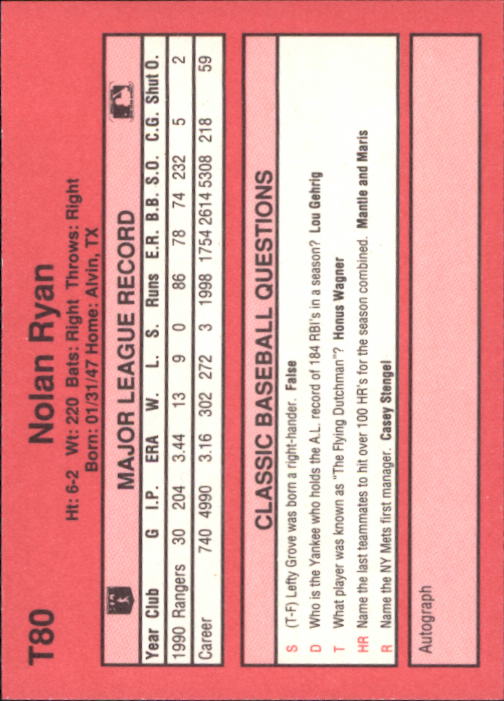 T80 Nolan Ryan
Ht: 6-2 Wt: 220 Bats: Right Throws: Right
Born: 01/31/47 Home: Alvin, TX
MAJOR LEAGUE RECORD
Year Club G I.P. ERA W. L. S. Runs E.R. B.B. S.O. C.G. Shut O.
1990 Rangers 30 204 3.44 13 9 0 86 78 74 232 5 2
Career 740 4990 3.16 302 272 3 1998 1754 2614 5308 218 59
CLASSIC BASEBALL QUESTIONS
S (T-F) Lefty Grove was born a right-hander. False
D Who is the Yankee who holds the A.L. record of 184 RBI's in a season? Lou Gehrig
T What player was known as "The Flying Dutchman"? Honus Wagner
HR Name the last teammates to hit over 100 HR's for the season combined. Mantle and Maris
R Name the NY Mets first manager. Casey Stengel
Autograph